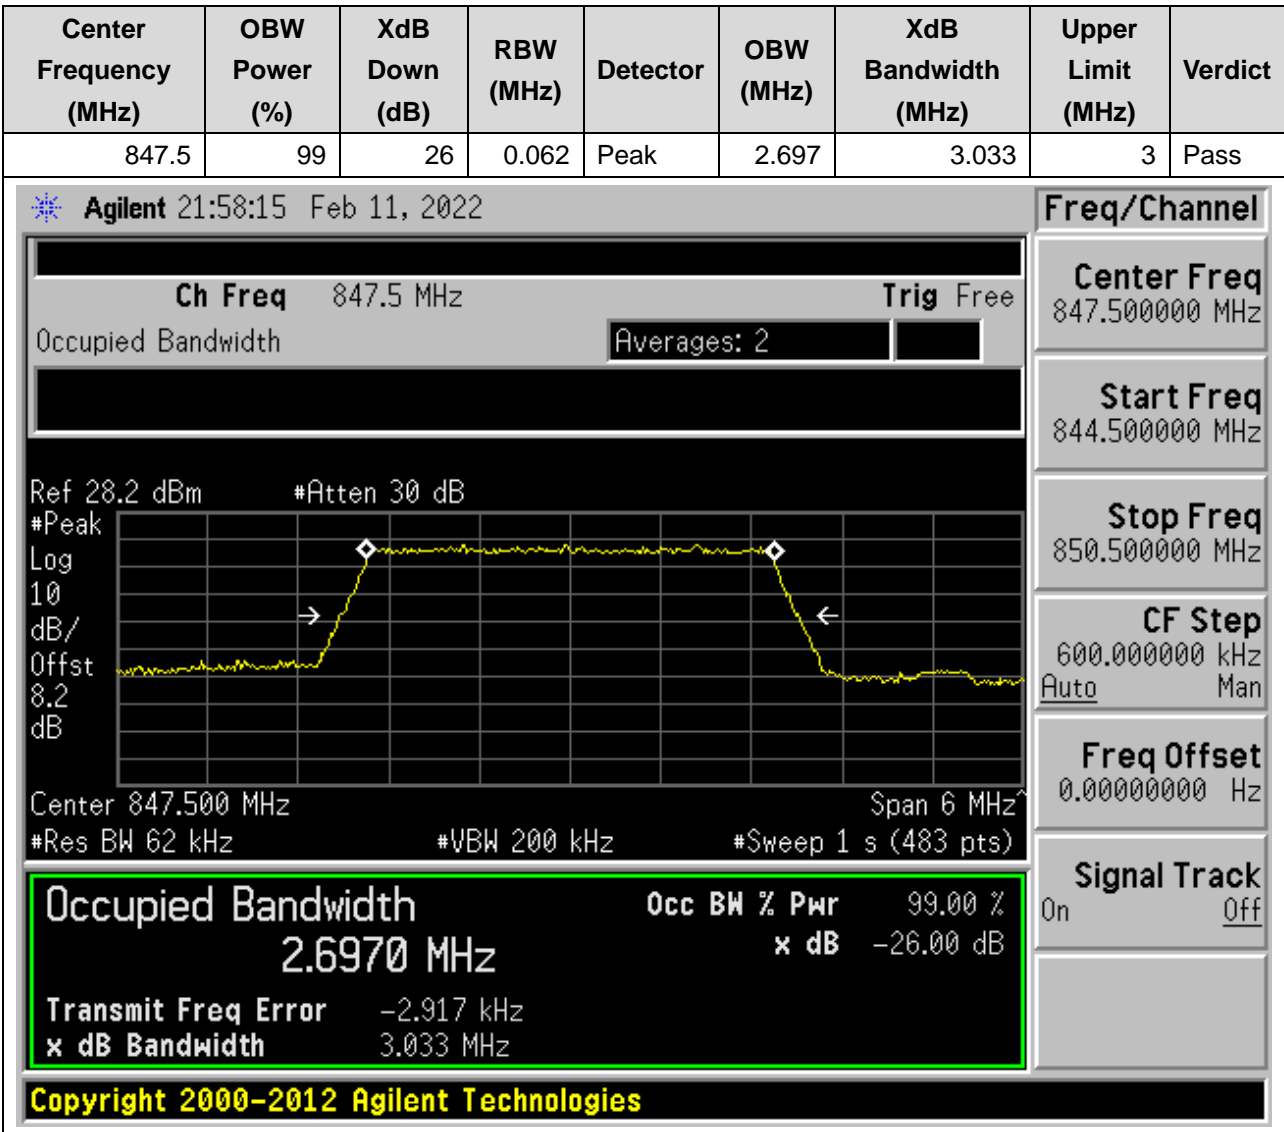 Center Frequency (MHz) OBW Power (%) XdB Down (dB) RBW (MHz) Detector OBW (MHz) XdB Bandwidth (MHz) Upper Limit (MHz) Verdict
847.5 99 26 0.062 Peak 2.697 3.033 3 Pass
Agilent 21:58:15 Feb 11, 2022
Freq/Channel
Ch Freq 847.5 MHz Trig Free
Occupied Bandwidth Averages: 2
Center Freq
847.500000 MHz
Start Freq
844.500000 MHz
Stop Freq
850.500000 MHz
CF Step
600.000000 kHz
Auto Man
Freq Offset
0.00000000 Hz
Signal Track
On Off
Ref 28.2 dBm #Atten 30 dB
#Peak
Log
10
dB/
Offst
8.2
dB
Center 847.500 MHz Span 6 MHz^
#Res BW 62 kHz #VBW 200 kHz #Sweep 1 s (483 pts)
Occupied Bandwidth Occ BW % Pwr 99.00 %
2.6970 MHz x dB -26.00 dB
Transmit Freq Error -2.917 kHz
x dB Bandwidth 3.033 MHz
Copyright 2000-2012 Agilent Technologies